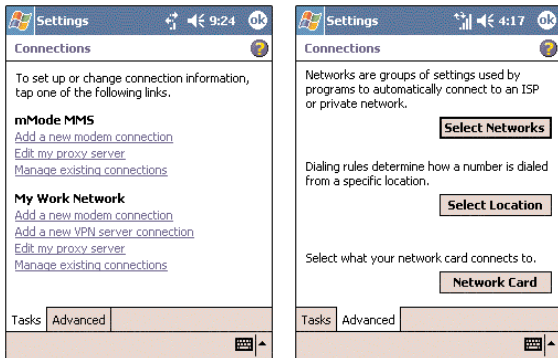 Settings 9:24 ok
Connections ?
To set up or change connection information,
tap one of the following links.
mMode MMS
Add a new modem connection
Edit my proxy server
Manage existing connections
My Work Network
Add a new modem connection
Add a new VPN server connection
Edit my proxy server
Manage existing connections
Tasks Advanced
Settings 4:17 ok
Connections ?
Networks are groups of settings used by
programs to automatically connect to an ISP
or private network.
Select Networks
Dialing rules determine how a number is dialed
from a specific location.
Select Location
Select what your network card connects to.
Network Card
Tasks Advanced